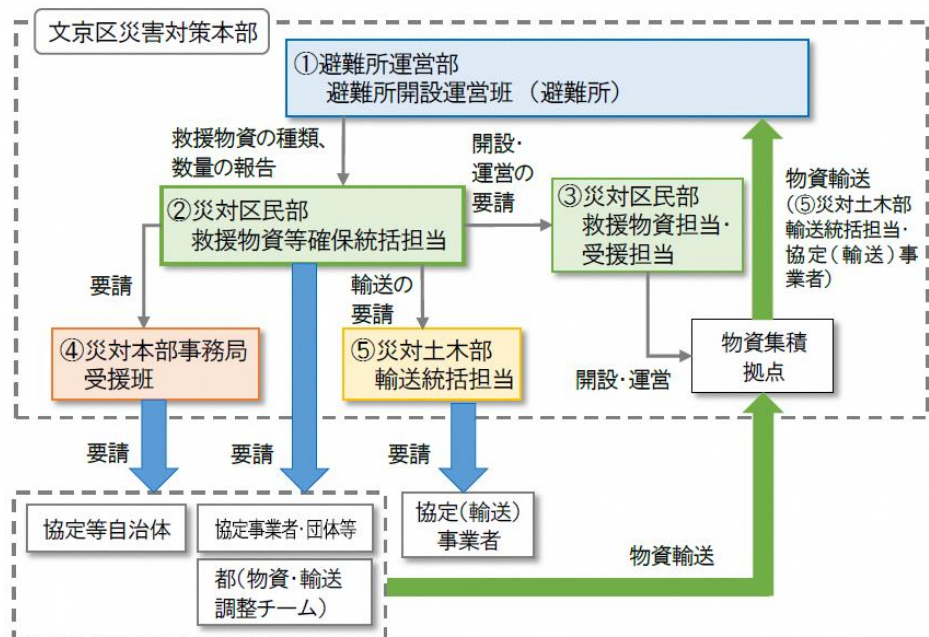 文京区災害対策本部
①避難所運営部
避難所開設運営班 （避難所）
救援物資の種類、
数量の報告
開設・
運営の
要請
物資輸送
（⑤災対土木部
輸送統括担当・
協定（輸送）事
業者）
②災対区民部
救援物資等確保統括担当
③災対区民部
救援物資担当・
受援担当
要請
輸送の
要請
④災対本部事務局
受援班
⑤災対土木部
輸送統括担当
開設・運営
物資集積
拠点
要請
要請
要請
協定等自治体
協定事業者・団体等
協定（輸送）
事業者
都（物資・輸送
調整チーム）
物資輸送